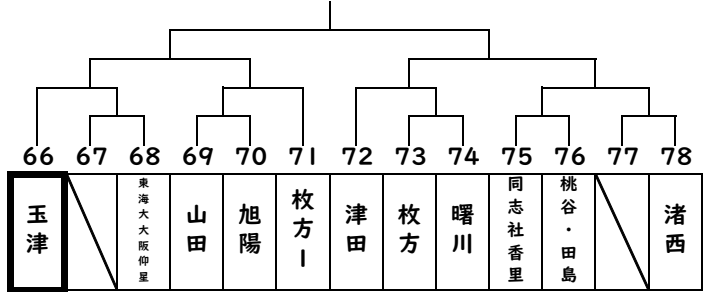 66 67 68 69 70 71 72 73 74 75 76 77 78
玉津
東海大大阪仰星
山田
旭陽
枚方一
津田
枚方
曙川
同志社香里
桃谷・田島
渚西